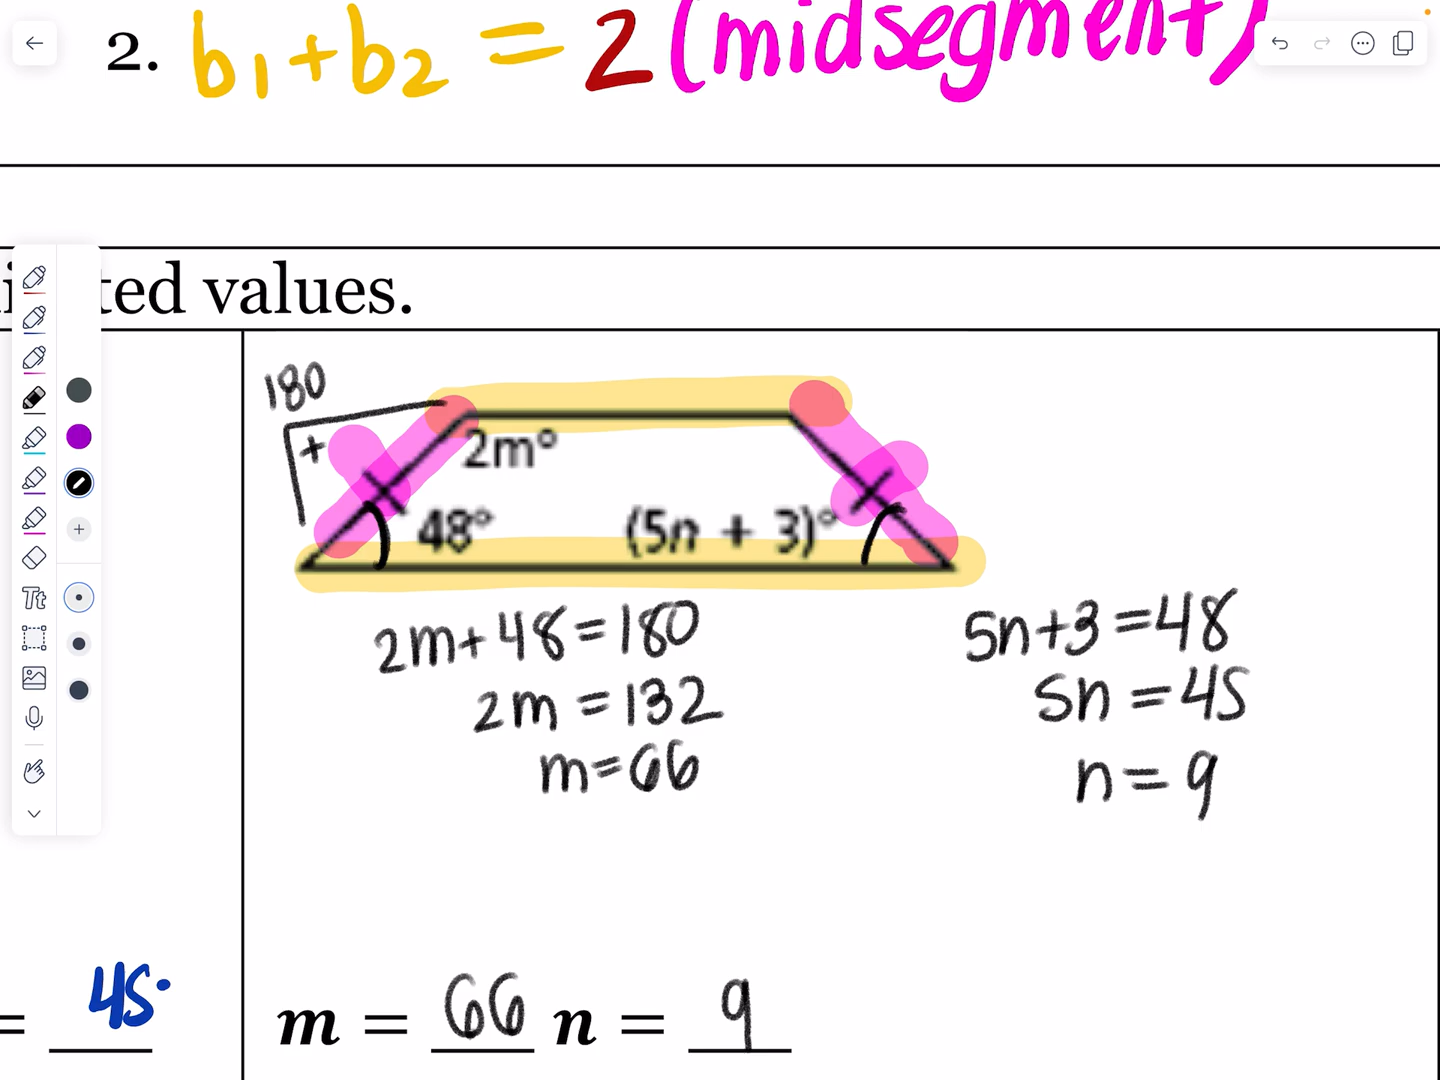 2. b1+b2 = 2 (midsegment)
ted values.
180
+
2m°
48° (5n + 3)°
2m+48=180
2m=132
m=66
5n+3=48
5n=45
n=9
= 45°
m = 66 n = 9
Tt